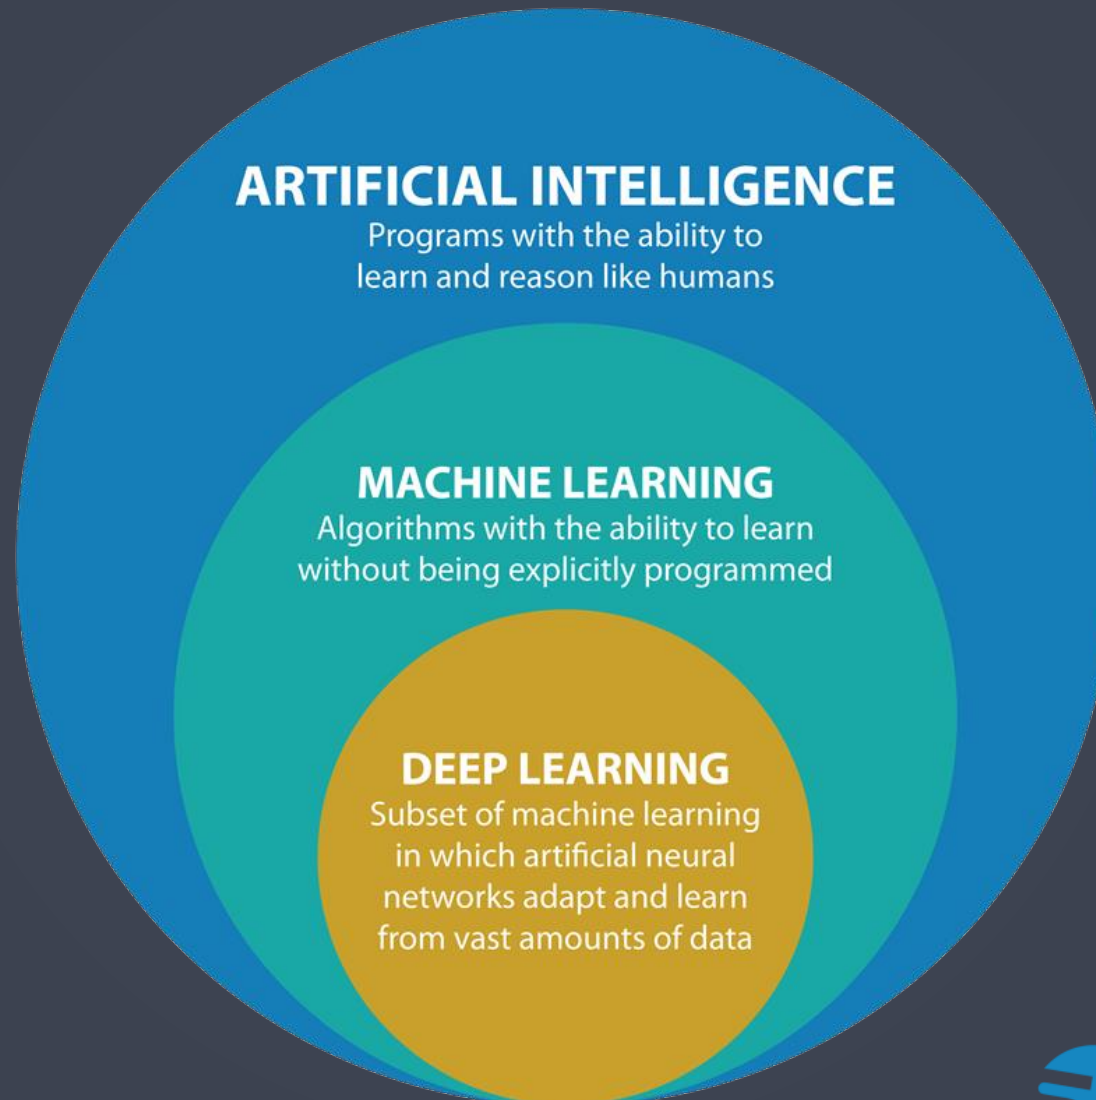 ARTIFICIAL INTELLIGENCE
Programs with the ability to
learn and reason like humans
MACHINE LEARNING
Algorithms with the ability to learn
without being explicitly programmed
DEEP LEARNING
Subset of machine learning
in which artificial neural
networks adapt and learn
from vast amounts of data